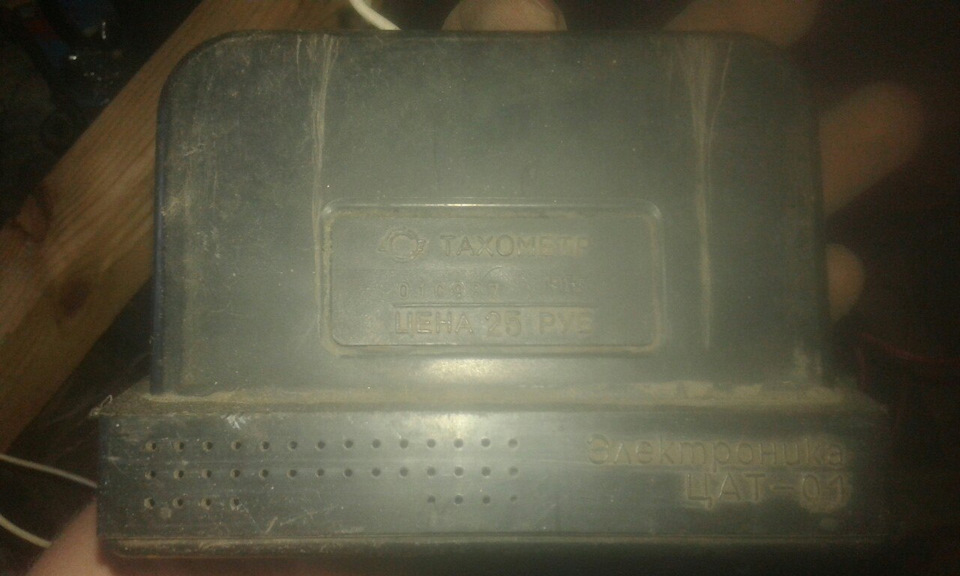 ТАХОМЕТР
ЦЕНА 25 РУБ
Электроника
ЦАТ-01